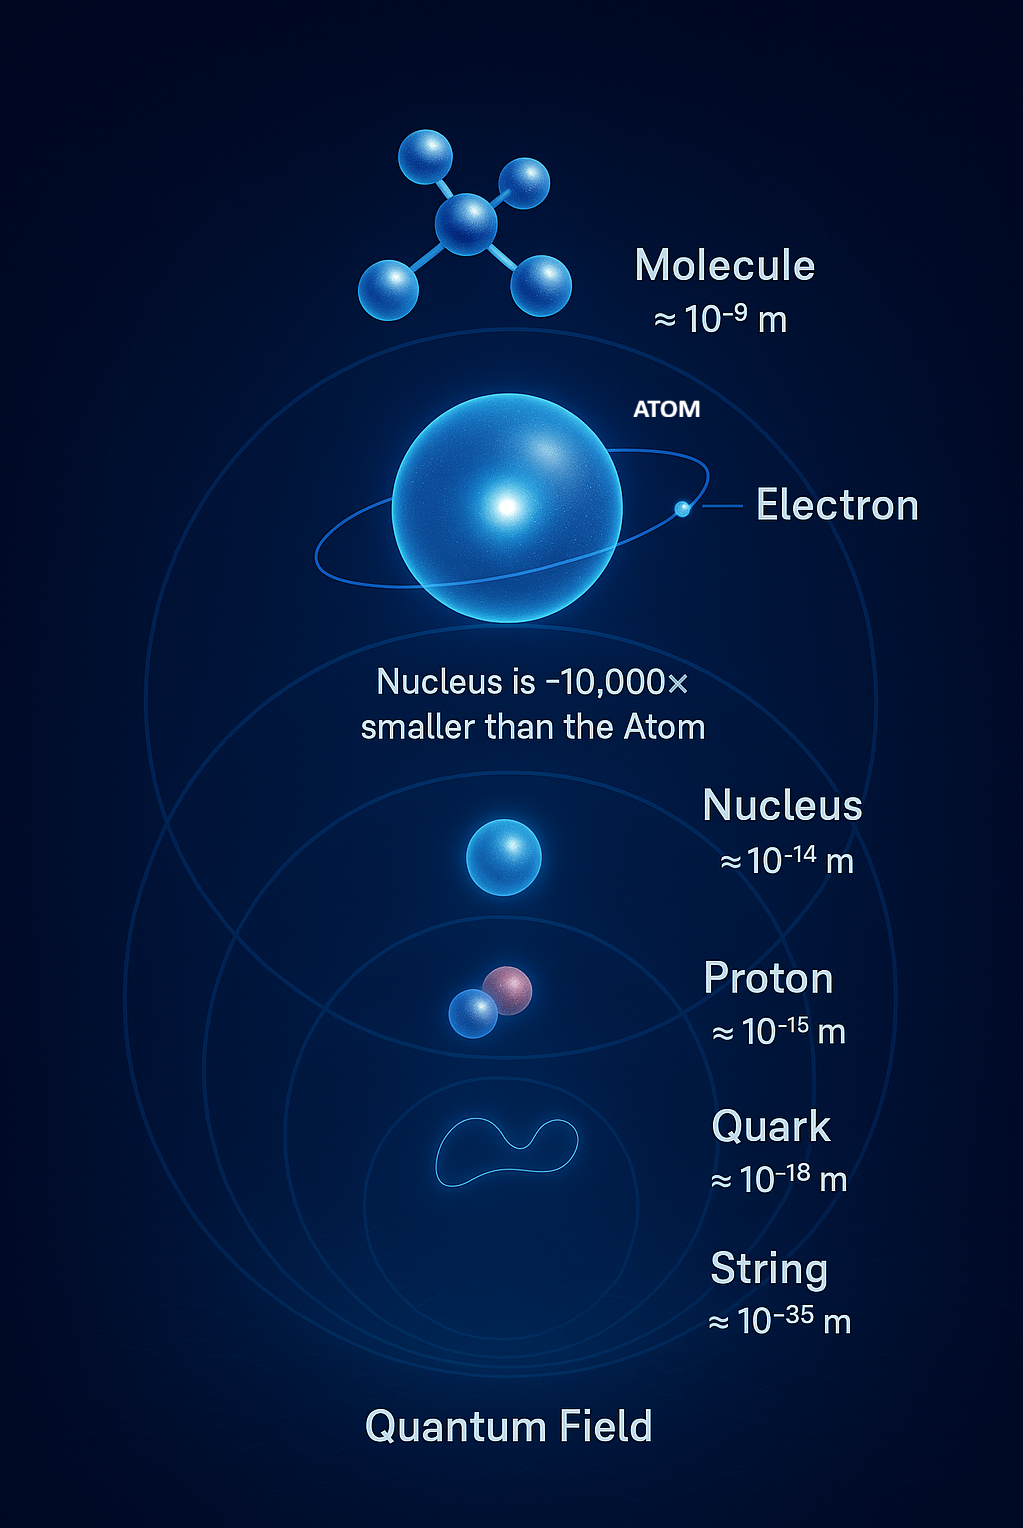 Molecule
≈ 10⁻⁹ m
ATOM
Electron
Nucleus is -10,000×
smaller than the Atom
Nucleus
≈ 10⁻¹⁴ m
Proton
≈ 10⁻¹⁵ m
Quark
≈ 10⁻¹⁸ m
String
≈ 10⁻³⁵ m
Quantum Field